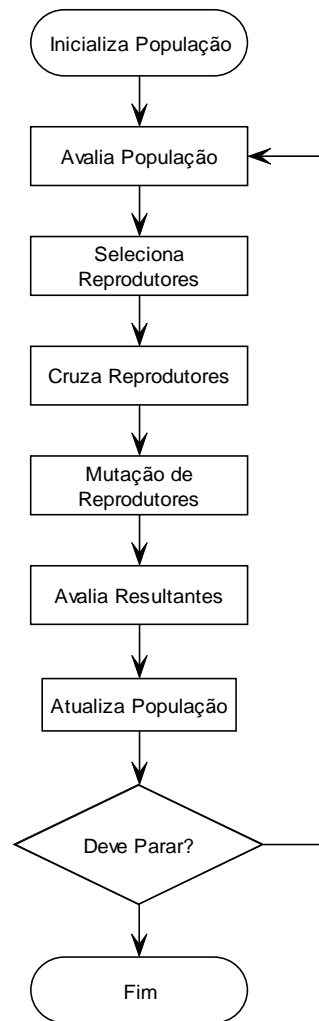 Inicializa População
Avalia População
Seleciona
Reprodutores
Cruza Reprodutores
Mutação de
Reprodutores
Avalia Resultantes
Atualiza População
Deve Parar?
Fim